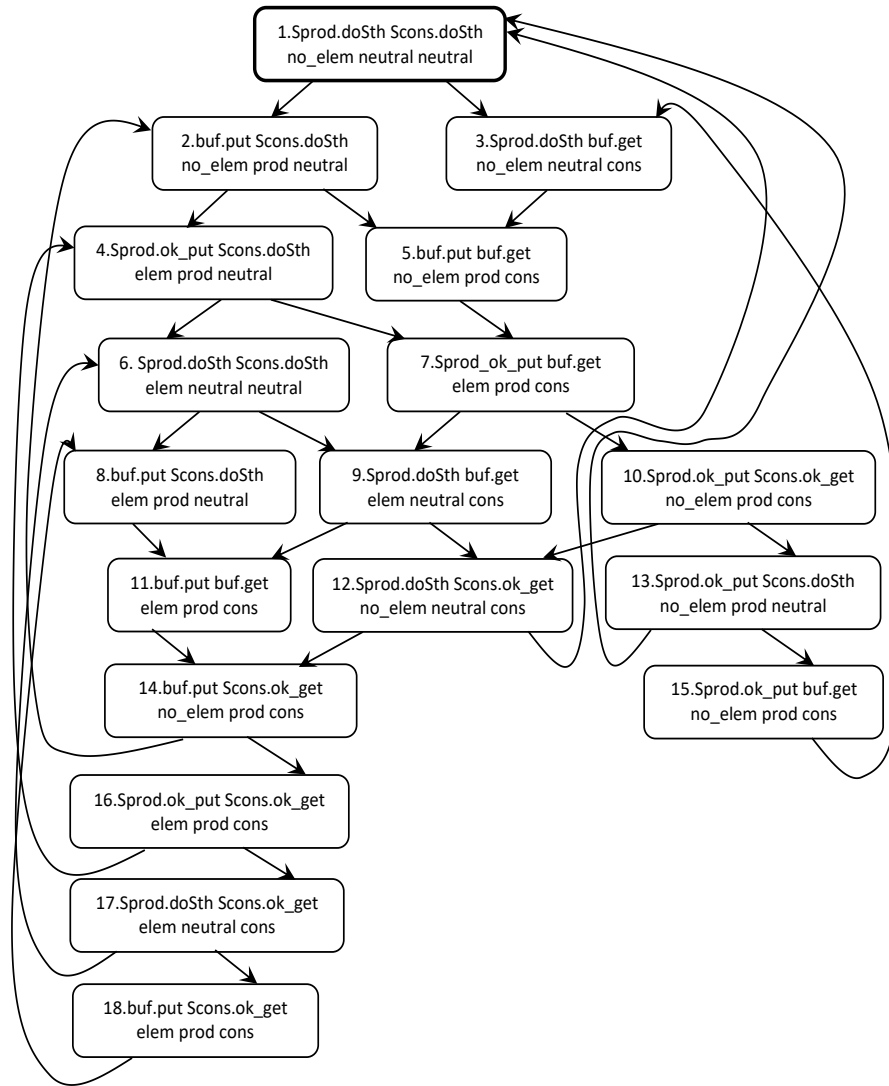 1.Sprod.doSth Scons.doSth
no_elem neutral neutral
2.buf.put Scons.doSth
no_elem prod neutral
3.Sprod.doSth buf.get
no_elem neutral cons
4.Sprod.ok_put Scons.doSth
elem prod neutral
5.buf.put buf.get
no_elem prod cons
6. Sprod.doSth Scons.doSth
elem neutral neutral
7.Sprod_ok_put buf.get
elem prod cons
8.buf.put Scons.doSth
elem prod neutral
9.Sprod.doSth buf.get
elem neutral cons
10.Sprod.ok_put Scons.ok_get
no_elem prod cons
11.buf.put buf.get
elem prod cons
12.Sprod.doSth Scons.ok_get
no_elem neutral cons
13.Sprod.ok_put Scons.doSth
no_elem prod neutral
14.buf.put Scons.ok_get
no_elem prod cons
15.Sprod.ok_put buf.get
no_elem prod cons
16.Sprod.ok_put Scons.ok_get
elem prod cons
17.Sprod.doSth Scons.ok_get
elem neutral cons
18.buf.put Scons.ok_get
elem prod cons